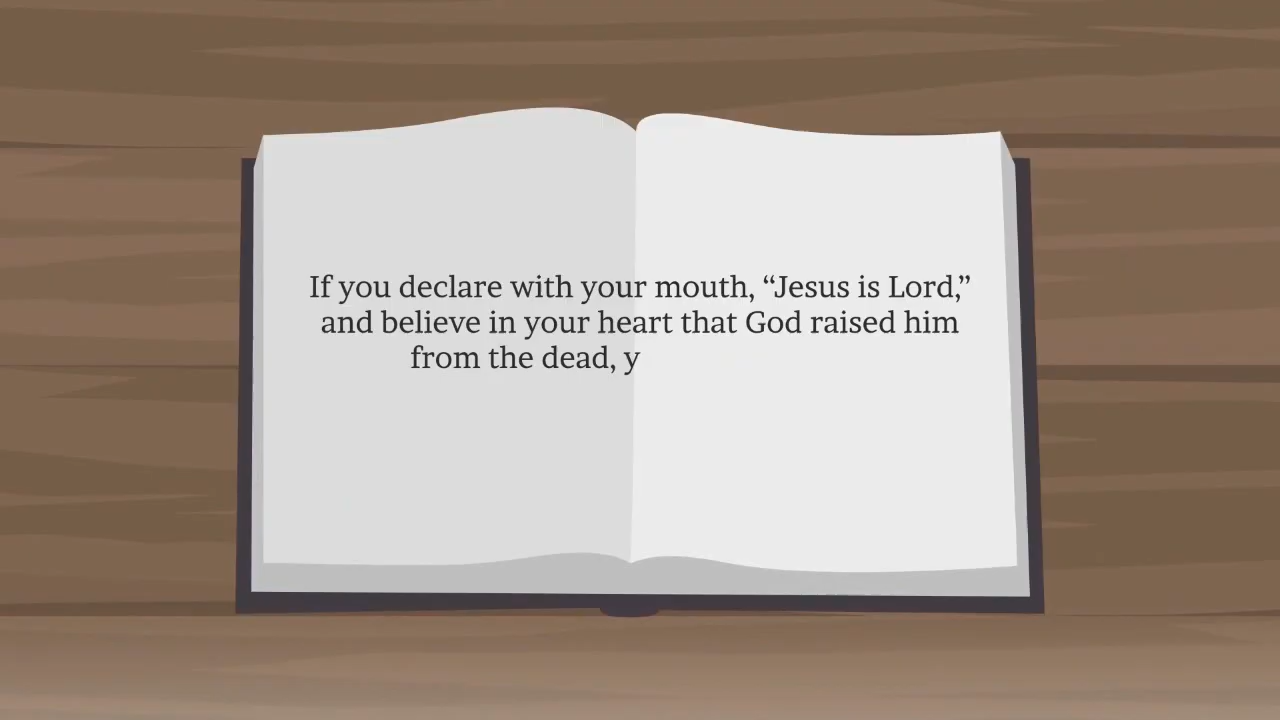 If you declare with your mouth, “Jesus is Lord,”
and believe in your heart that God raised him
from the dead, y